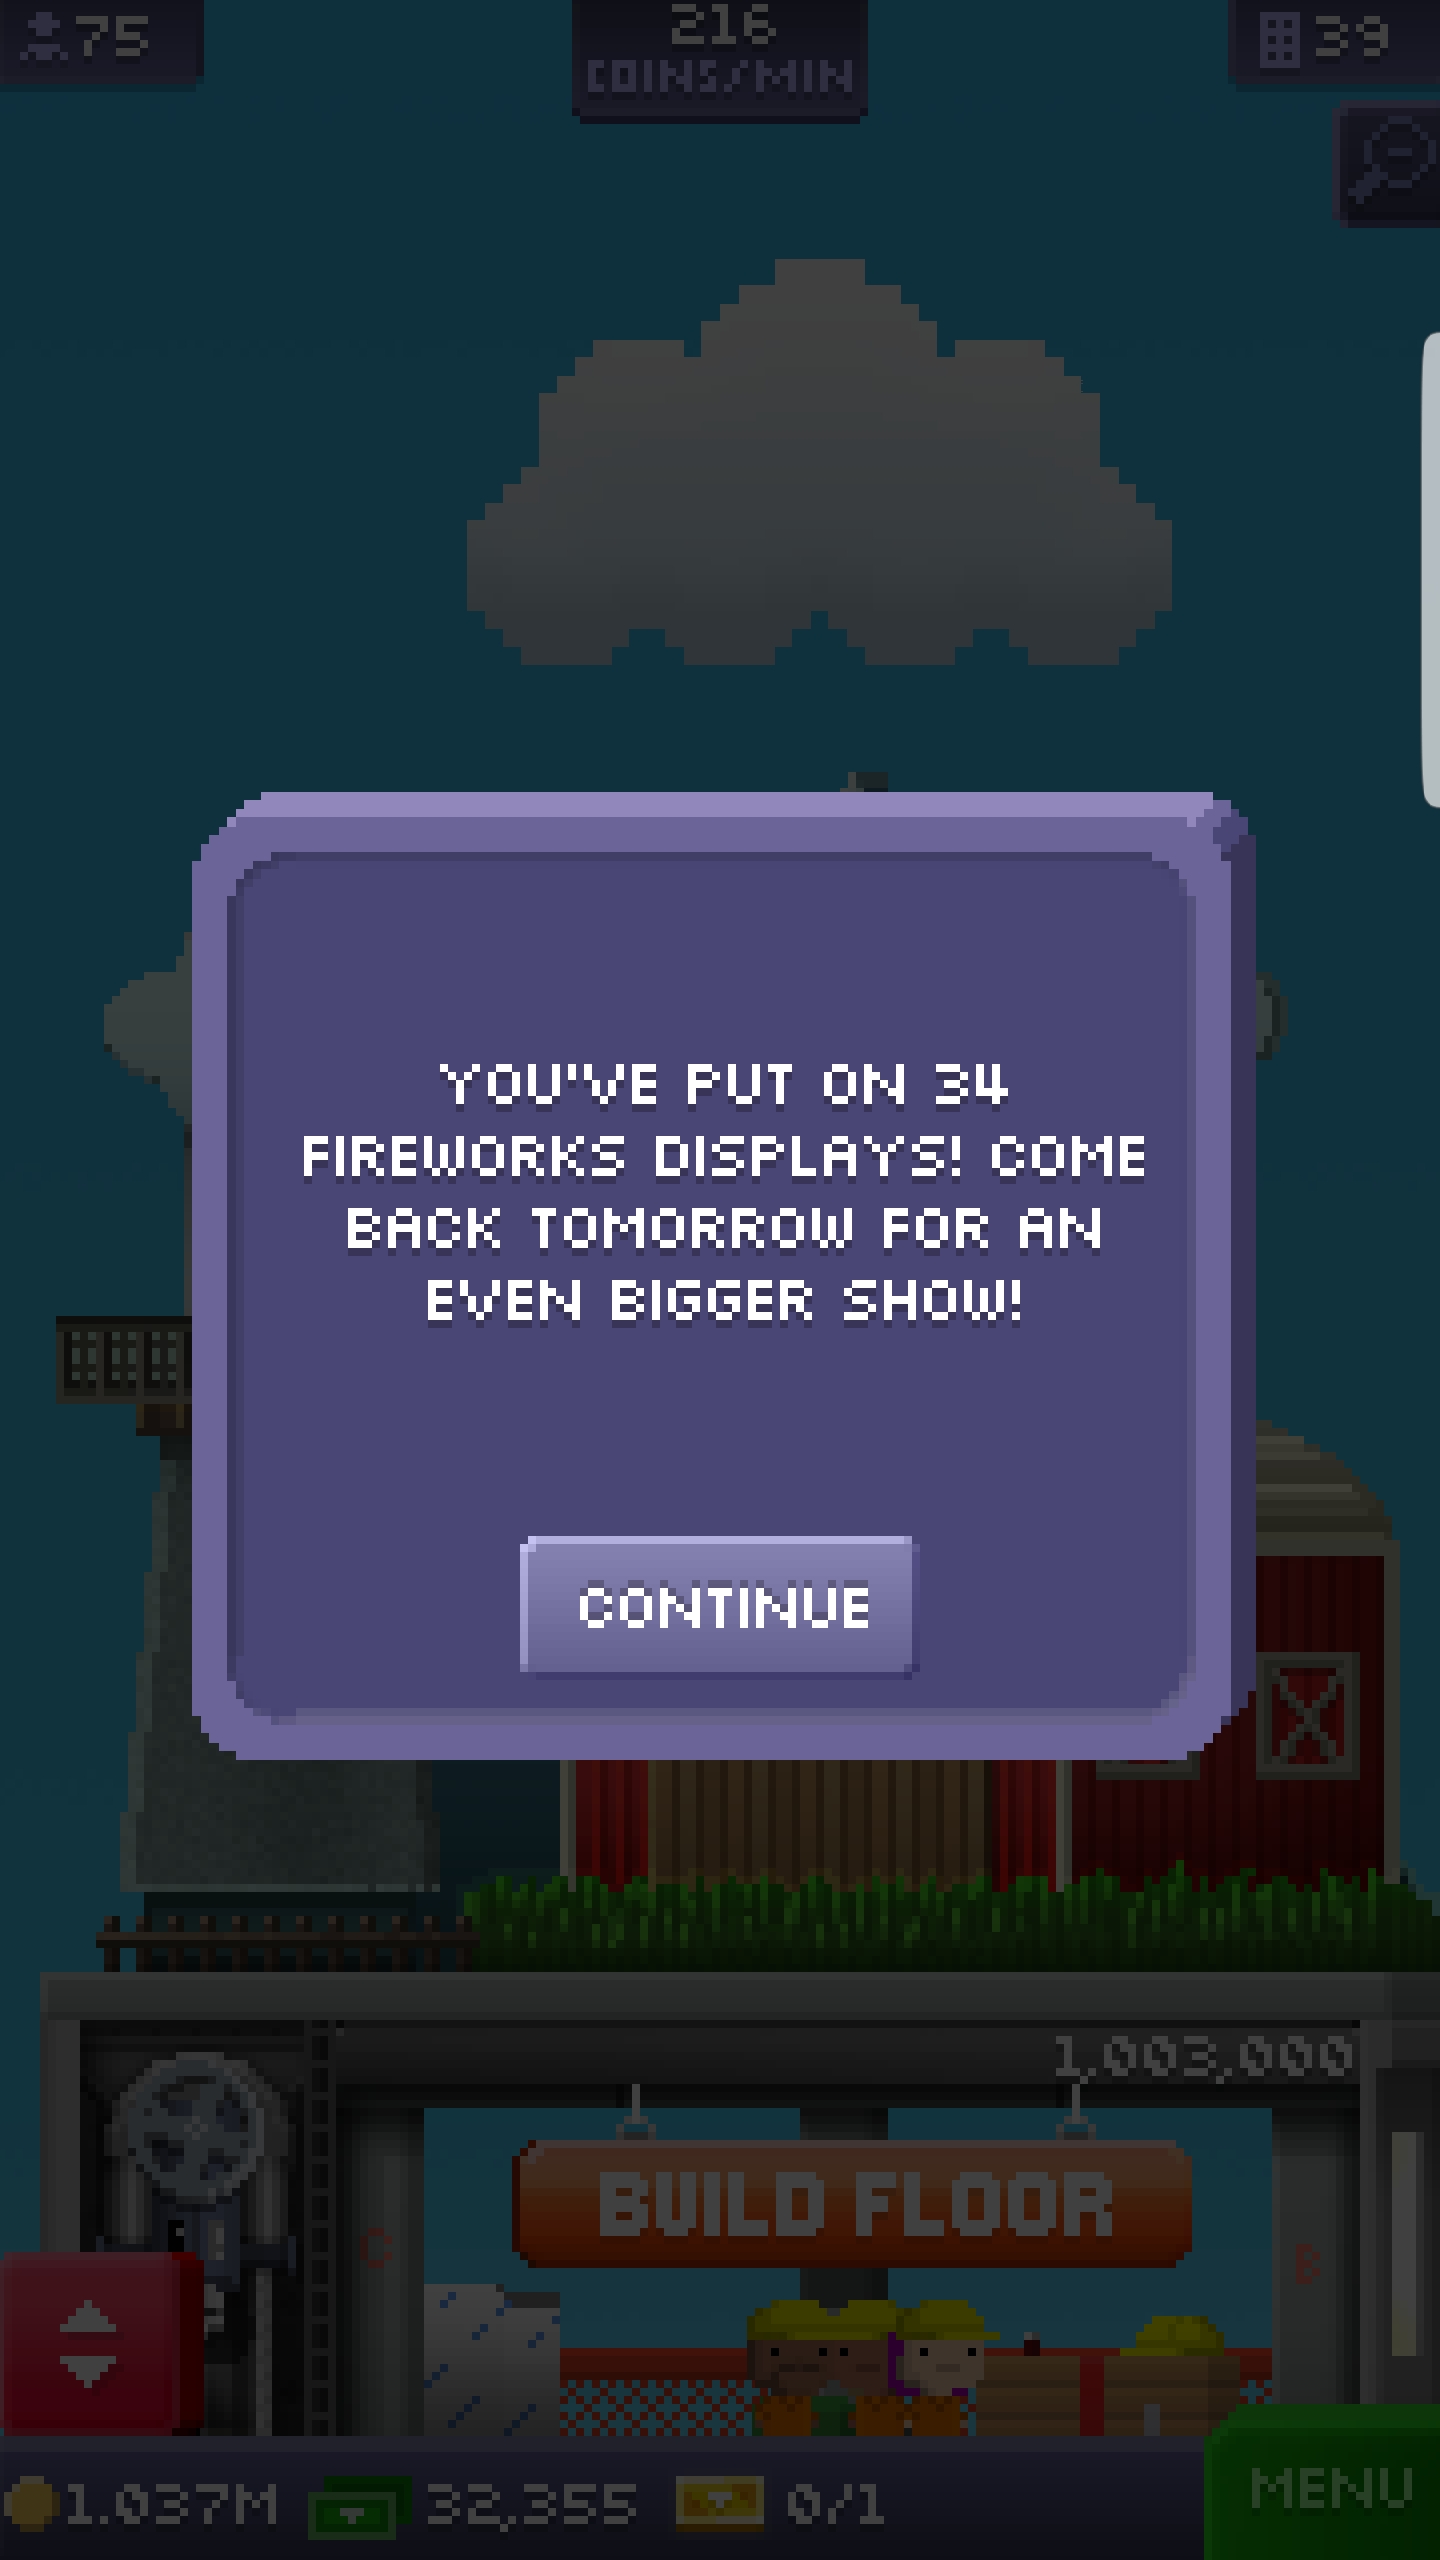 75
216
COINS/MIN
39
YOU'VE PUT ON 34
FIREWORKS DISPLAYS! COME
BACK TOMORROW FOR AN
EVEN BIGGER SHOW!
CONTINUE
1,003,000
BUILD FLOOR
C
B
1.037M
32,355
0/1
MENU